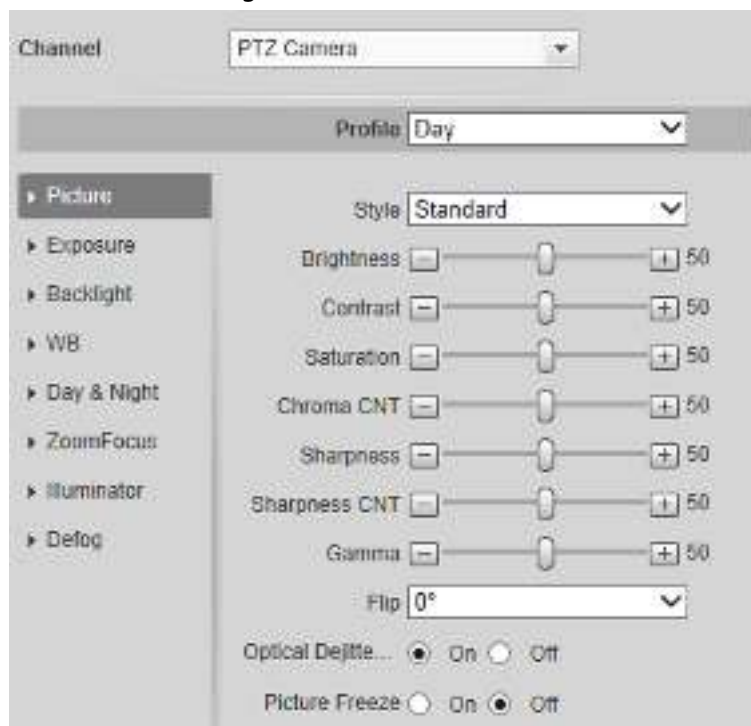 Channel PTZ Camera
Profile Day
Picture
Style Standard
Exposure
Brightness 50
Backlight
Contrast 50
WB
Saturation 50
Day & Night
Chroma CNT 50
ZoomFocus
Sharpness 50
Illuminator
Sharpness CNT 50
Defog
Gamma 50
Flip 0°
Optical Dejitte... On Off
Picture Freeze On Off